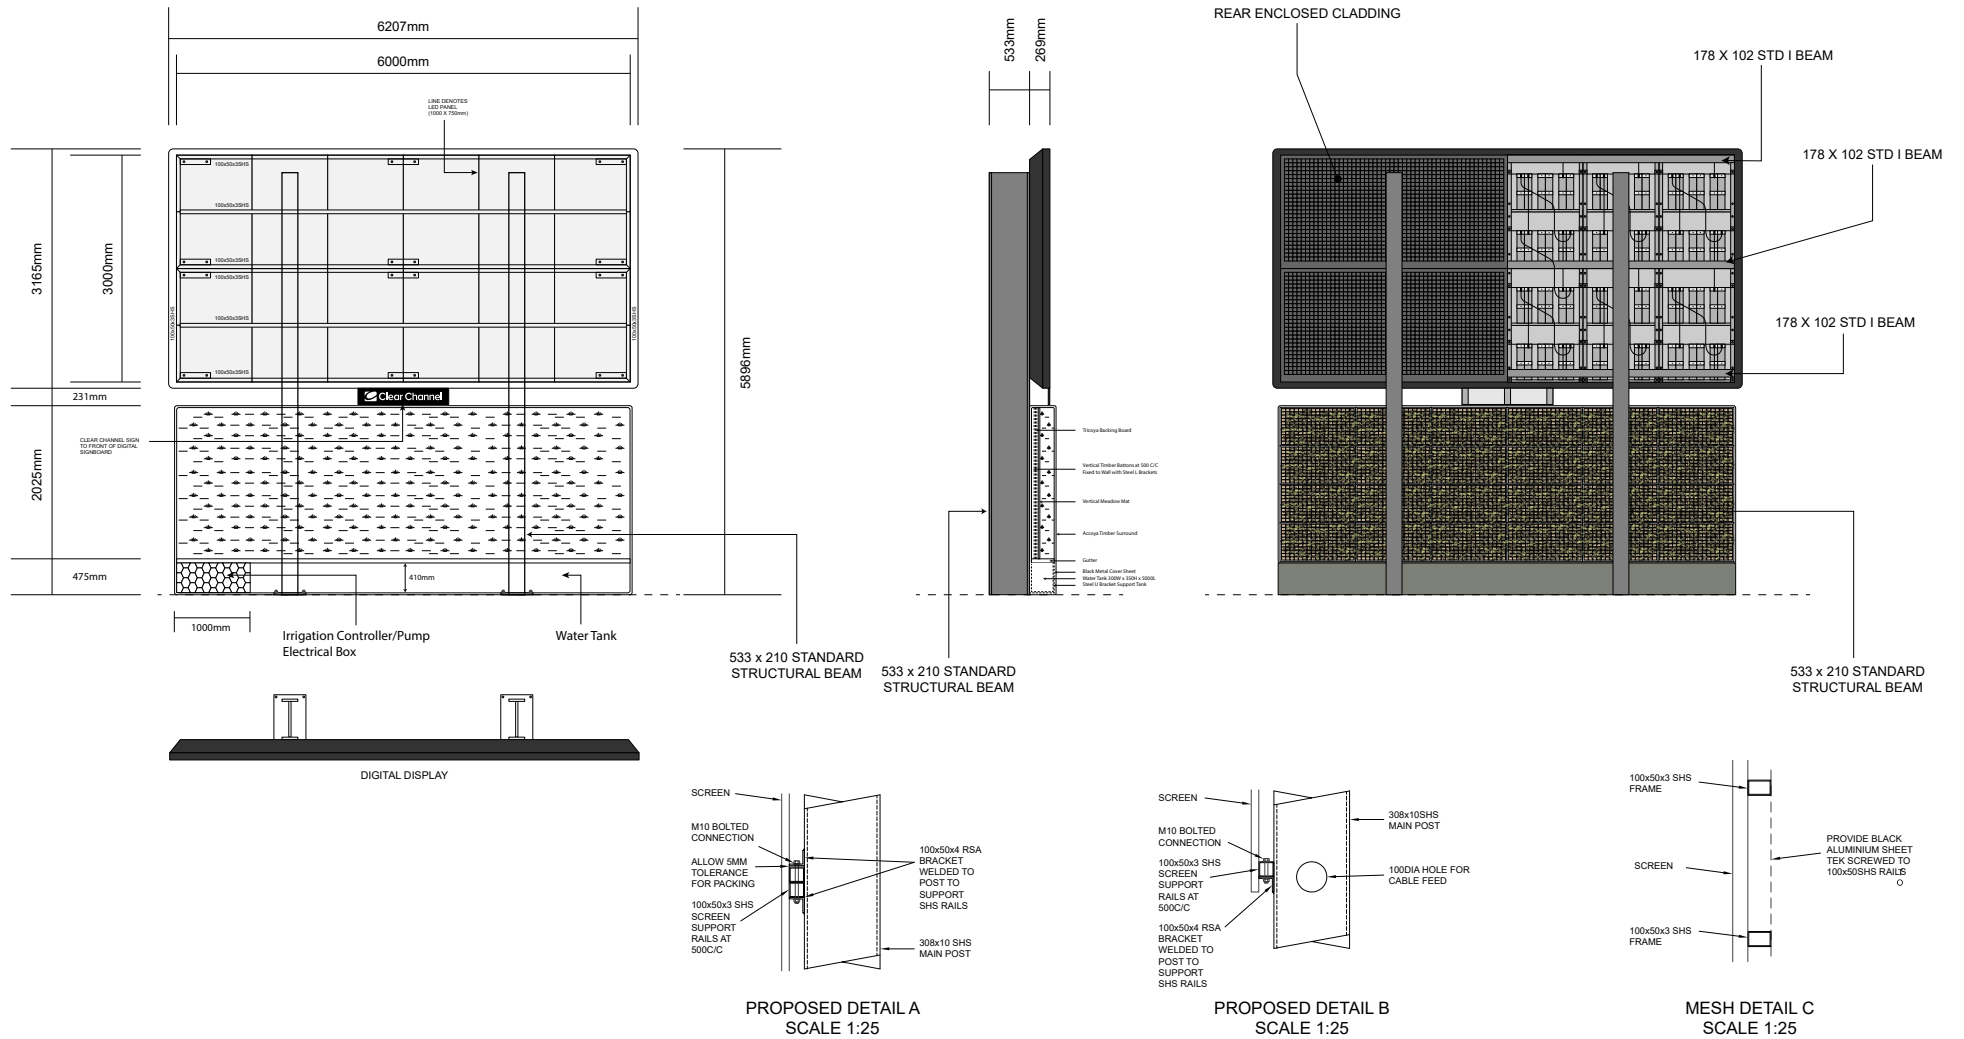 6207mm
6000mm
LINE DENOTES
LED PANEL
(1000 X 750mm)
100x50x3SHS
100x50x3SHS
100x50x3SHS
100x50x3SHS
100x50x3SHS
100x50x3SHS
100x50x3SHS
3165mm
3000mm
231mm
2025mm
475mm
5896mm
Clear Channel
CLEAR CHANNEL SIGN
TO FRONT OF DIGITAL
SIGNBOARD
410mm
1000mm
Irrigation Controller/Pump
Electrical Box
Water Tank
533 x 210 STANDARD
STRUCTURAL BEAM
DIGITAL DISPLAY
533mm
269mm
Tricoya Backing Board
Vertical Timber Battons at 500 C/C
Fixed to Wall with Steel L Brackets
Vertical Meadow Mat
Accoya Timber Surround
Gutter
Black Metal Cover Sheet
Water Tank 300W x 350H x 5000L
Steel U Bracket Support Tank
533 x 210 STANDARD
STRUCTURAL BEAM
REAR ENCLOSED CLADDING
178 X 102 STD I BEAM
178 X 102 STD I BEAM
178 X 102 STD I BEAM
533 x 210 STANDARD
STRUCTURAL BEAM
SCREEN
M10 BOLTED
CONNECTION
ALLOW 5MM
TOLERANCE
FOR PACKING
100x50x3 SHS
SCREEN
SUPPORT
RAILS AT
500C/C
100x50x4 RSA
BRACKET
WELDED TO
POST TO
SUPPORT
SHS RAILS
308x10 SHS
MAIN POST
PROPOSED DETAIL A
SCALE 1:25
SCREEN
M10 BOLTED
CONNECTION
100x50x3 SHS
SCREEN
SUPPORT
RAILS AT
500C/C
100x50x4 RSA
BRACKET
WELDED TO
POST TO
SUPPORT
SHS RAILS
308x10SHS
MAIN POST
100DIA HOLE FOR
CABLE FEED
PROPOSED DETAIL B
SCALE 1:25
100x50x3 SHS
FRAME
SCREEN
100x50x3 SHS
FRAME
PROVIDE BLACK
ALUMINIUM SHEET
TEK SCREWED TO
100x50SHS RAILS
O
MESH DETAIL C
SCALE 1:25